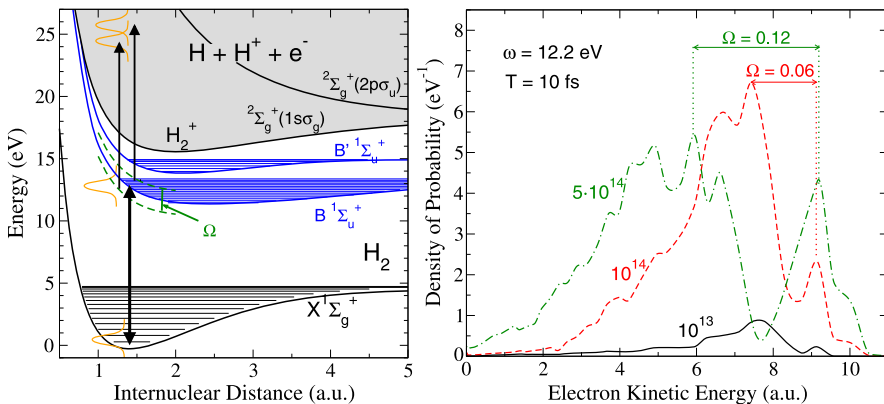 25
20
15
10
5
0
Energy (eV)
H + H⁺ + e⁻
²Σg⁺(2pσu)
²Σg⁺(1sσg)
H₂⁺
B' ¹Σu⁺
B ¹Σu⁺
Ω
H₂
X¹Σg⁺
1 2 3 4 5
Internuclear Distance (a.u.)
8
7
6
5
4
3
2
1
0
Density of Probability (eV⁻¹)
ω = 12.2 eV
T = 10 fs
Ω = 0.12
Ω = 0.06
5·10¹⁴
10¹⁴
10¹³
0 2 4 6 8 10
Electron Kinetic Energy (a.u.)